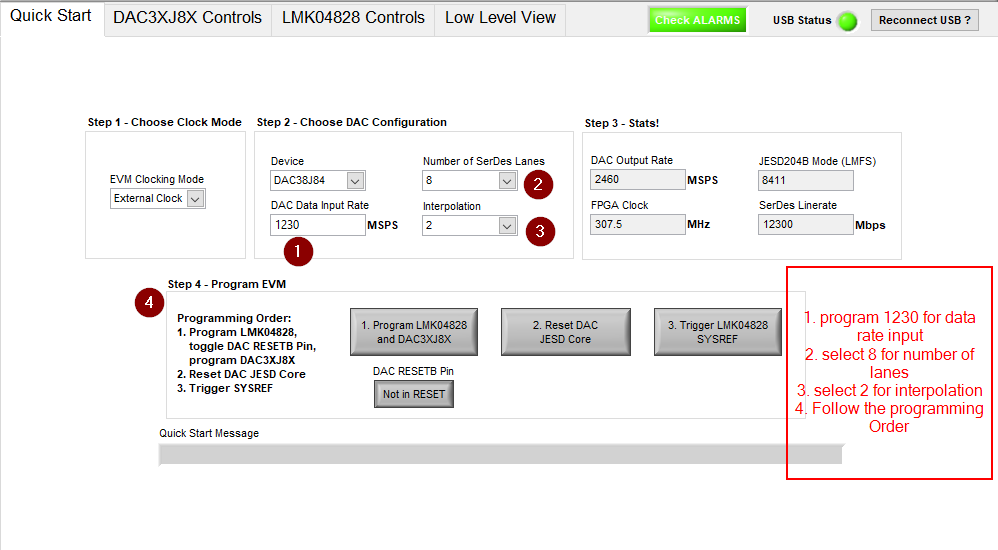 Quick Start DAC3XJ8X Controls LMK04828 Controls Low Level View Check ALARMS USB Status Reconnect USB ?
Step 1 - Choose Clock Mode
EVM Clocking Mode
External Clock
Step 2 - Choose DAC Configuration
Device
DAC38J84
Number of SerDes Lanes
8
2
DAC Data Input Rate
1230 MSPS
1
Interpolation
2
3
Step 3 - Stats!
DAC Output Rate
2460 MSPS
JESD204B Mode (LMFS)
8411
FPGA Clock
307.5 MHz
SerDes Linerate
12300 Mbps
Step 4 - Program EVM
4
Programming Order:
1. Program LMK04828,
toggle DAC RESETB Pin,
program DAC3XJ8X
2. Reset DAC JESD Core
3. Trigger SYSREF
1. Program LMK04828
and DAC3XJ8X
2. Reset DAC
JESD Core
3. Trigger LMK04828
SYSREF
DAC RESETB Pin
Not in RESET
Quick Start Message
1. program 1230 for data
rate input
2. select 8 for number of
lanes
3. select 2 for interpolation
4. Follow the programming
Order